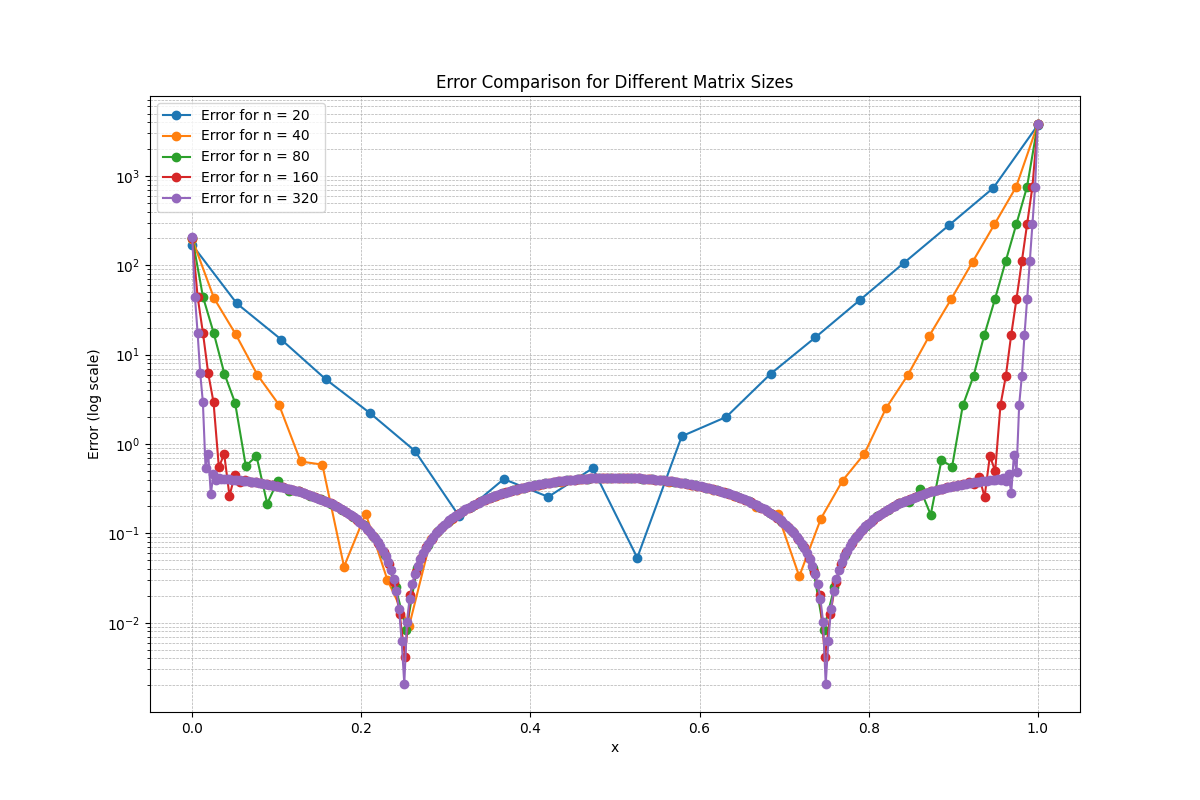 Error Comparison for Different Matrix Sizes
Error for n = 20
Error for n = 40
Error for n = 80
Error for n = 160
Error for n = 320
Error (log scale)
10³
10²
10¹
10⁰
10⁻¹
10⁻²
0.0 0.2 0.4 0.6 0.8 1.0
x